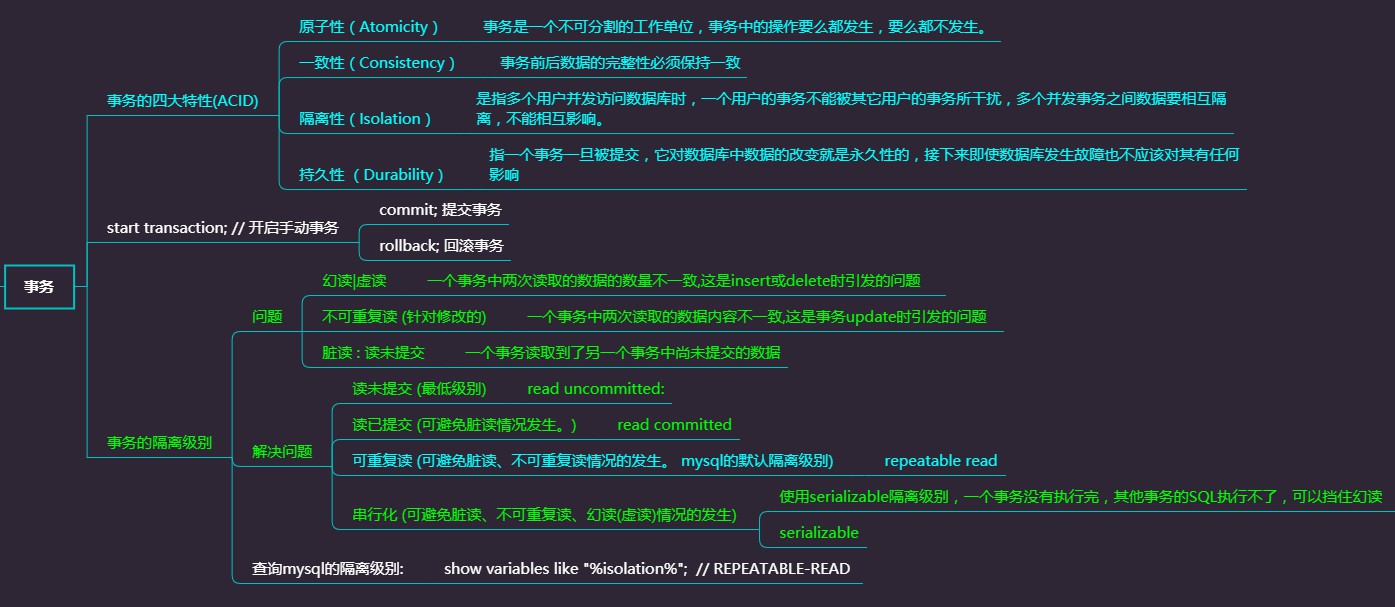 原子性（Atomicity） 事务是一个不可分割的工作单位，事务中的操作要么都发生，要么都不发生。
一致性（Consistency） 事务前后数据的完整性必须保持一致
事务的四大特性(ACID)
是指多个用户并发访问数据库时，一个用户的事务不能被其它用户的事务所干扰，多个并发事务之间数据要相互隔
隔离性（Isolation） 离，不能相互影响。
指一个事务一旦被提交，它对数据库中数据的改变就是永久性的，接下来即使数据库发生故障也不应该对其有任何
持久性 （Durability） 影响
commit; 提交事务
start transaction; // 开启手动事务
rollback; 回滚事务
事务
幻读|虚读 一个事务中两次读取的数据的数量不一致,这是insert或delete时引发的问题
问题 不可重复读 (针对修改的) 一个事务中两次读取的数据内容不一致,这是事务update时引发的问题
脏读 : 读未提交 一个事务读取到了另一个事务中尚未提交的数据
读未提交 (最低级别) read uncommitted:
读已提交 (可避免脏读情况发生。) read committed
事务的隔离级别
解决问题
可重复读 (可避免脏读、不可重复读情况的发生。 mysql的默认隔离级别) repeatable read
使用serializable隔离级别，一个事务没有执行完，其他事务的SQL执行不了，可以挡住幻读
串行化 (可避免脏读、不可重复读、幻读(虚读)情况的发生)
serializable
查询mysql的隔离级别: show variables like "%isolation%"; // REPEATABLE-READ